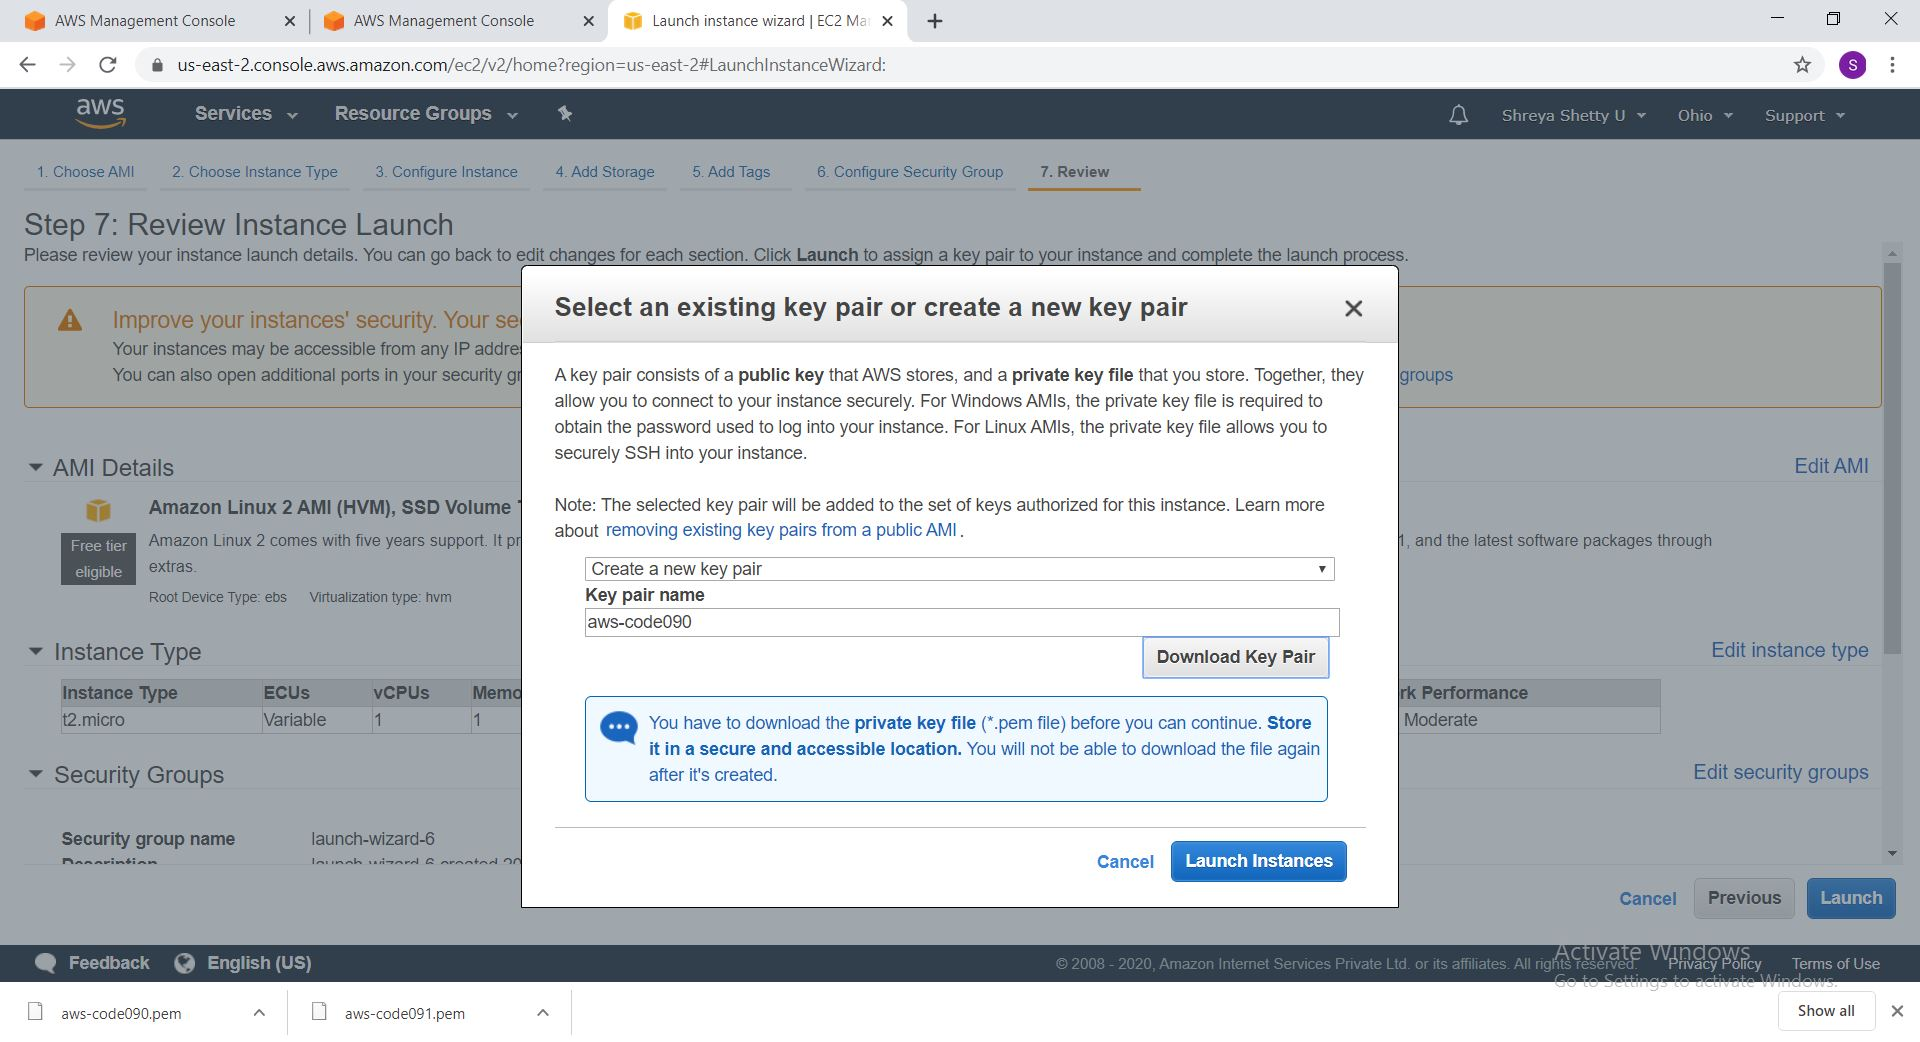 AWS Management Console
AWS Management Console
Launch instance wizard | EC2 Ma
us-east-2.console.aws.amazon.com/ec2/v2/home?region=us-east-2#LaunchInstanceWizard:
S
aws
Services
Resource Groups
Shreya Shetty U
Ohio
Support
1. Choose AMI
2. Choose Instance Type
3. Configure Instance
4. Add Storage
5. Add Tags
6. Configure Security Group
7. Review
Step 7: Review Instance Launch
Please review your instance launch details. You can go back to edit changes for each section. Click Launch to assign a key pair to your instance and complete the launch process.
Improve your instances' security. Your se
Your instances may be accessible from any IP addre
You can also open additional ports in your security gr
groups
Select an existing key pair or create a new key pair
A key pair consists of a public key that AWS stores, and a private key file that you store. Together, they
allow you to connect to your instance securely. For Windows AMIs, the private key file is required to
obtain the password used to log into your instance. For Linux AMIs, the private key file allows you to
securely SSH into your instance.
Note: The selected key pair will be added to the set of keys authorized for this instance. Learn more
about removing existing key pairs from a public AMI .
Create a new key pair
Key pair name
aws-code090
Download Key Pair
You have to download the private key file (*.pem file) before you can continue. Store
it in a secure and accessible location. You will not be able to download the file again
after it's created.
Cancel
Launch Instances
AMI Details
Edit AMI
Amazon Linux 2 AMI (HVM), SSD Volume
Free tier
eligible
Amazon Linux 2 comes with five years support. It pr
1, and the latest software packages through
extras.
Root Device Type: ebs Virtualization type: hvm
Instance Type
Edit instance type
Instance Type ECUs vCPUs Memo rk Performance
t2.micro Variable 1 1 Moderate
Security Groups
Edit security groups
Security group name launch-wizard-6
Description launch-wizard-6 created 20
Cancel
Previous
Launch
Feedback
English (US)
© 2008 - 2020, Amazon Internet Services Private Ltd. or its affiliates. All rights reserved.
Privacy Policy
Terms of Use
Activate Windows
Go to Settings to activate Windows.
aws-code090.pem
aws-code091.pem
Show all